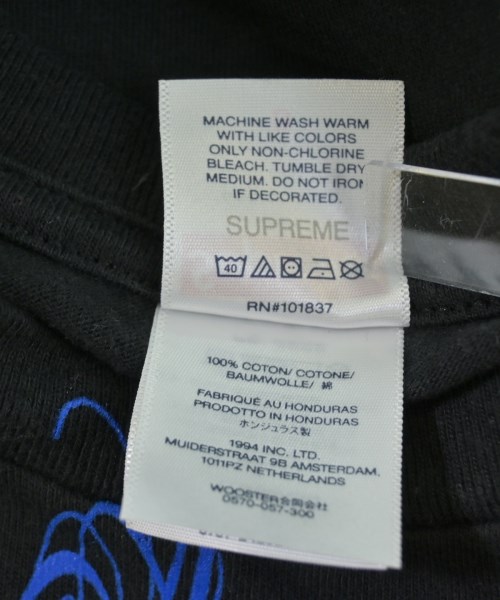 MACHINE WASH WARM
WITH LIKE COLORS
ONLY NON-CHLORINE
BLEACH. TUMBLE DRY
MEDIUM. DO NOT IRON
IF DECORATED.
SUPREME
40
RN#101837
100% COTON/ COTONE/
BAUMWOLLE/ 綿
FABRIQUÉ AU HONDURAS
PRODOTTO IN HONDURAS
ホンジュラス製
1994 INC. LTD.
MUIDERSTRAAT 9B AMSTERDAM.
1011PZ NETHERLANDS
WOOSTER合同会社
0570-057-300